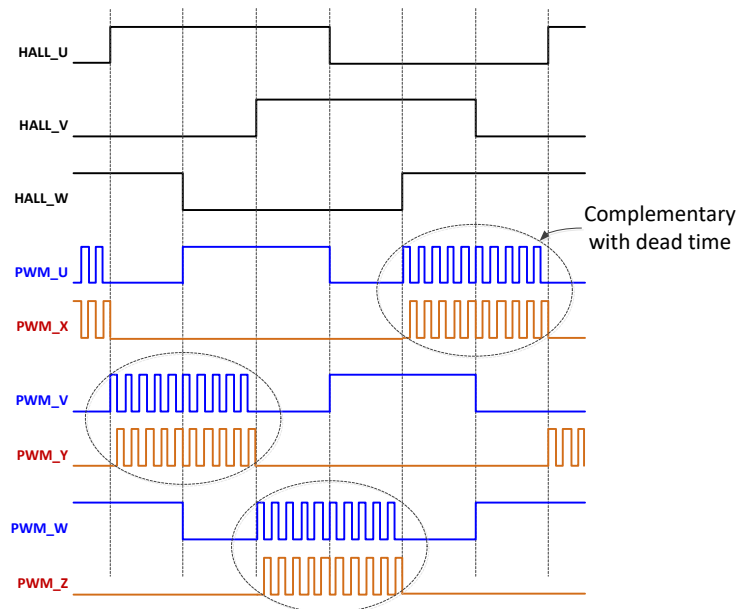 HALL_U
HALL_V
HALL_W
Complementary
with dead time
PWM_U
PWM_X
PWM_V
PWM_Y
PWM_W
PWM_Z